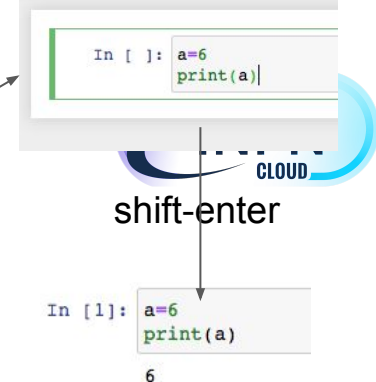 In [ ]: a=6
print(a)
CLOUD
shift-enter
In [1]: a=6
print(a)
6